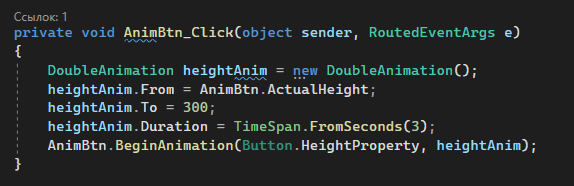 Ссылок: 1
private void AnimBtn_Click(object sender, RoutedEventArgs e)
{
DoubleAnimation heightAnim = new DoubleAnimation();
heightAnim.From = AnimBtn.ActualHeight;
heightAnim.To = 300;
heightAnim.Duration = TimeSpan.FromSeconds(3);
AnimBtn.BeginAnimation(Button.HeightProperty, heightAnim);
}